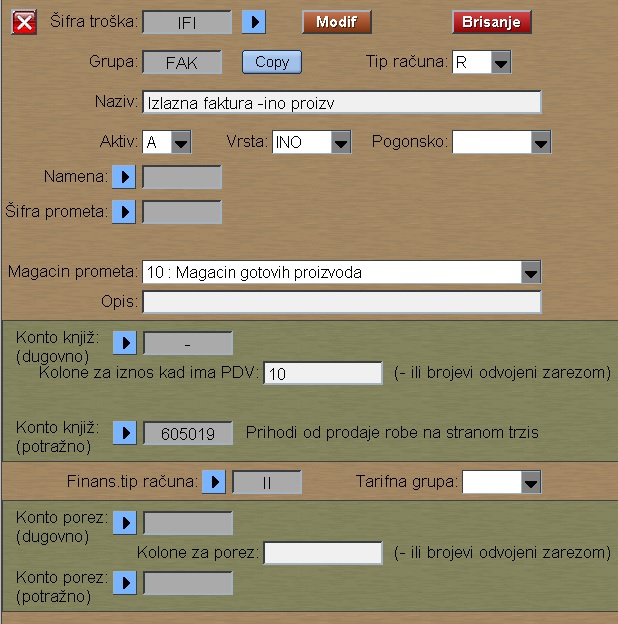 Šifra troška: IFI Modif Brisanje
Grupa: FAK Copy Tip računa: R
Naziv: Izlazna faktura -ino proizv
Aktiv: A Vrsta: INO Pogonsko:
Namena:
Šifra prometa:
Magacin prometa: 10 : Magacin gotovih proizvoda
Opis:
Konto knjiž: -
(dugovno)
Kolone za iznos kad ima PDV: 10 (- ili brojevi odvojeni zarezom)
Konto knjiž: 605019 Prihodi od prodaje robe na stranom trzis
(potražno)
Finans.tip računa: II Tarifna grupa:
Konto porez:
(dugovno)
Kolone za porez: (- ili brojevi odvojeni zarezom)
Konto porez:
(potražno)